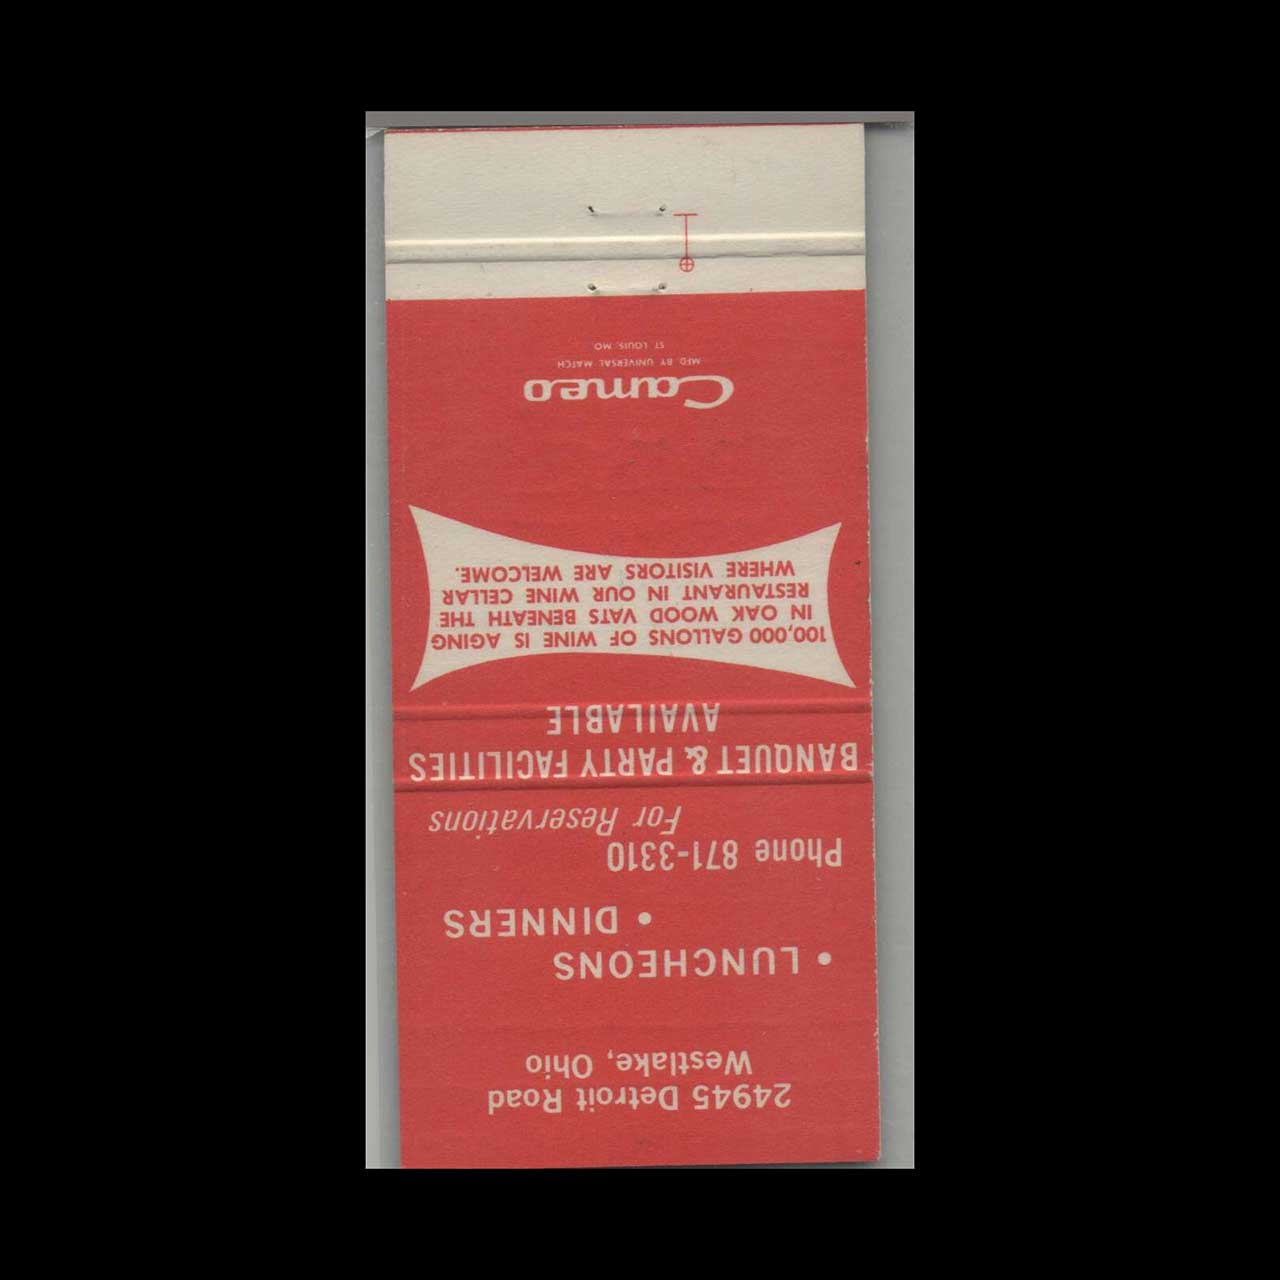 24945 Detroit Road
Westlake, Ohio
• LUNCHEONS
• DINNERS
Phone 871-3310
For Reservations
BANQUET & PARTY FACILITIES
AVAILABLE
100,000 GALLONS OF WINE IS AGING
IN OAK WOOD VATS BENEATH THE
RESTAURANT IN OUR WINE CELLAR
WHERE VISITORS ARE WELCOME.
Cameo
MFD BY UNIVERSAL MATCH
ST LOUIS, MO